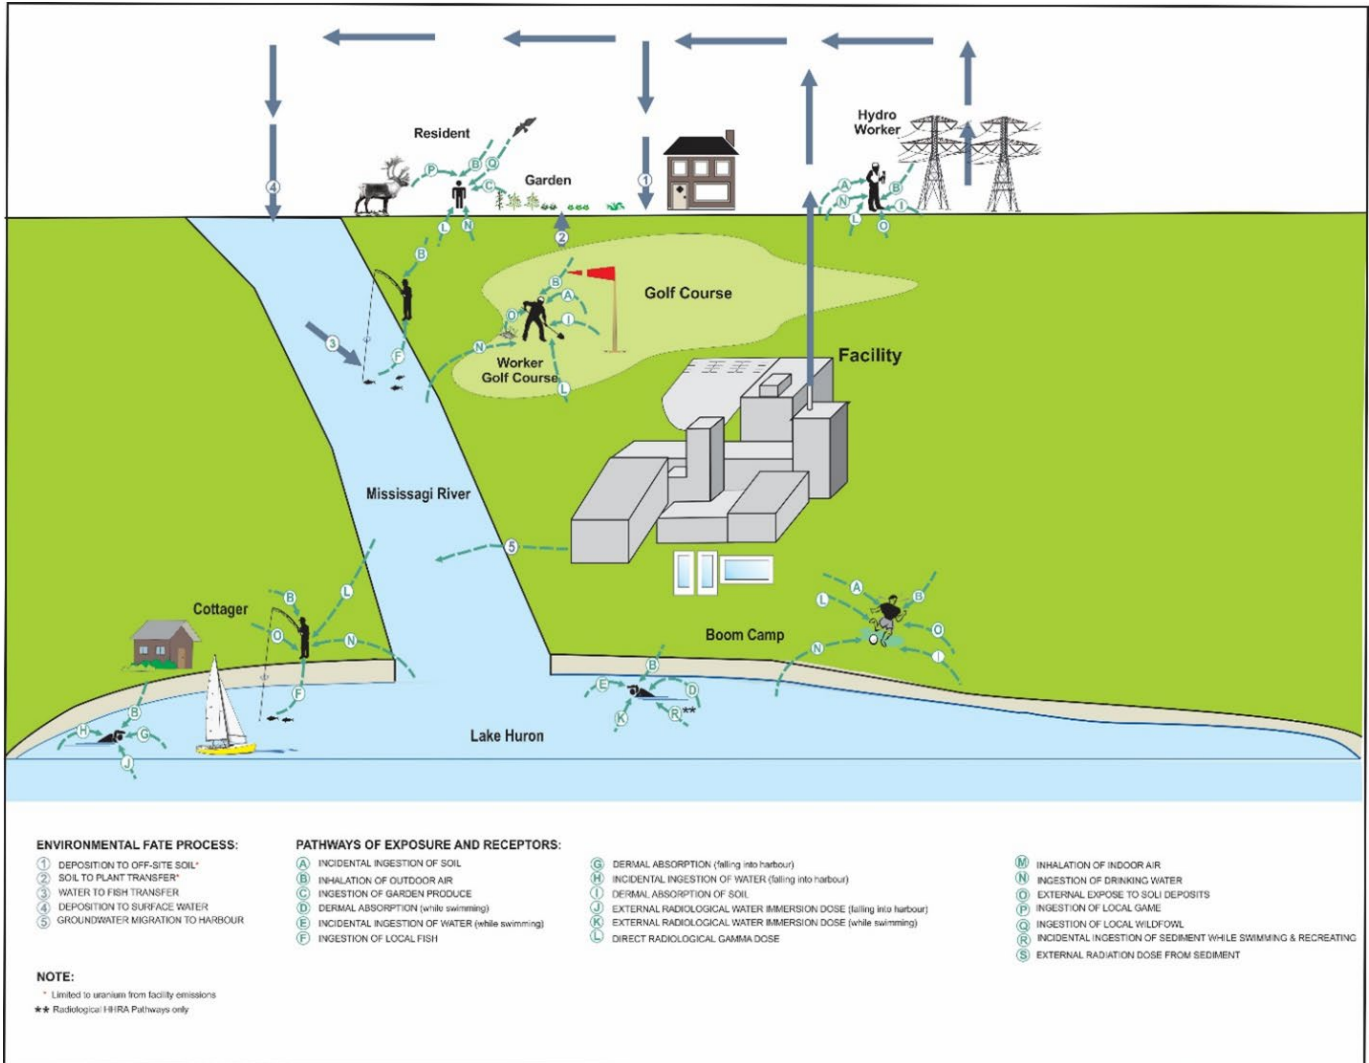 Resident
Hydro
Worker
P
B
Q
C
Garden
A
B
N
I
L
O
4
1
L
N
2
B
B
A
D
I
N
L
Golf Course
3
F
Worker
Golf Course
Facility
Mississagi River
5
Cottager
B
L
O
N
F
Boom Camp
A
B
L
O
N
I
B
E
D
K
R**
B
H
G
J
Lake Huron
ENVIRONMENTAL FATE PROCESS:
1 DEPOSITION TO OFF-SITE SOIL*
2 SOIL TO PLANT TRANSFER*
3 WATER TO FISH TRANSFER
4 DEPOSITION TO SURFACE WATER
5 GROUNDWATER MIGRATION TO HARBOUR
PATHWAYS OF EXPOSURE AND RECEPTORS:
A INCIDENTAL INGESTION OF SOIL
B INHALATION OF OUTDOOR AIR
C INGESTION OF GARDEN PRODUCE
D DERMAL ABSORPTION (while swimming)
E INCIDENTAL INGESTION OF WATER (while swimming)
F INGESTION OF LOCAL FISH
G DERMAL ABSORPTION (falling into harbour)
H INCIDENTAL INGESTION OF WATER (falling into harbour)
I DERMAL ABSORPTION OF SOIL
J EXTERNAL RADIOLOGICAL WATER IMMERSION DOSE (falling into harbour)
K EXTERNAL RADIOLOGICAL WATER IMMERSION DOSE (while swimming)
L DIRECT RADIOLOGICAL GAMMA DOSE
M INHALATION OF INDOOR AIR
N INGESTION OF DRINKING WATER
O EXTERNAL EXPOSE TO SOLI DEPOSITS
P INGESTION OF LOCAL GAME
Q INGESTION OF LOCAL WILDFOWL
R INCIDENTAL INGESTION OF SEDIMENT WHILE SWIMMING & RECREATING
S EXTERNAL RADIATION DOSE FROM SEDIMENT
NOTE:
* Limited to uranium from facility emissions
** Radiological HHRA Pathways only